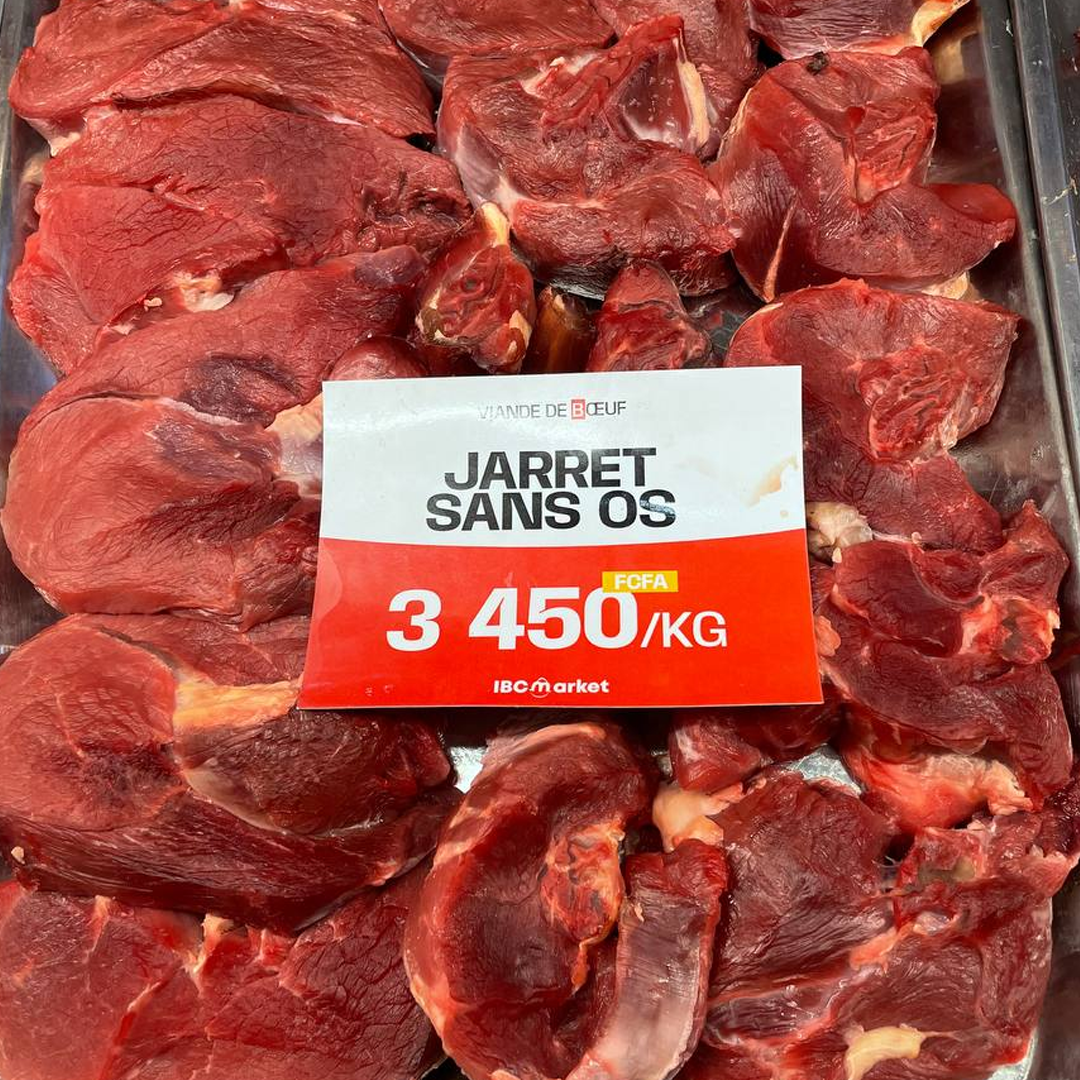 VIANDE DE BŒUF
JARRET
SANS OS
FCFA
3 450/KG
IBC market